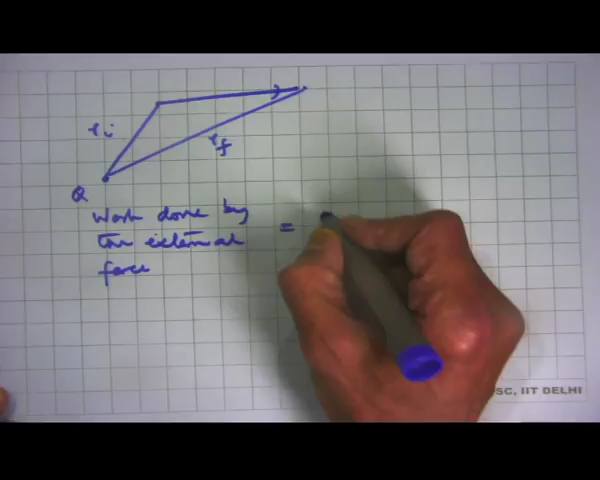 ri
rf
Q
Work done by
the external =
force
SC, IIT DELHI